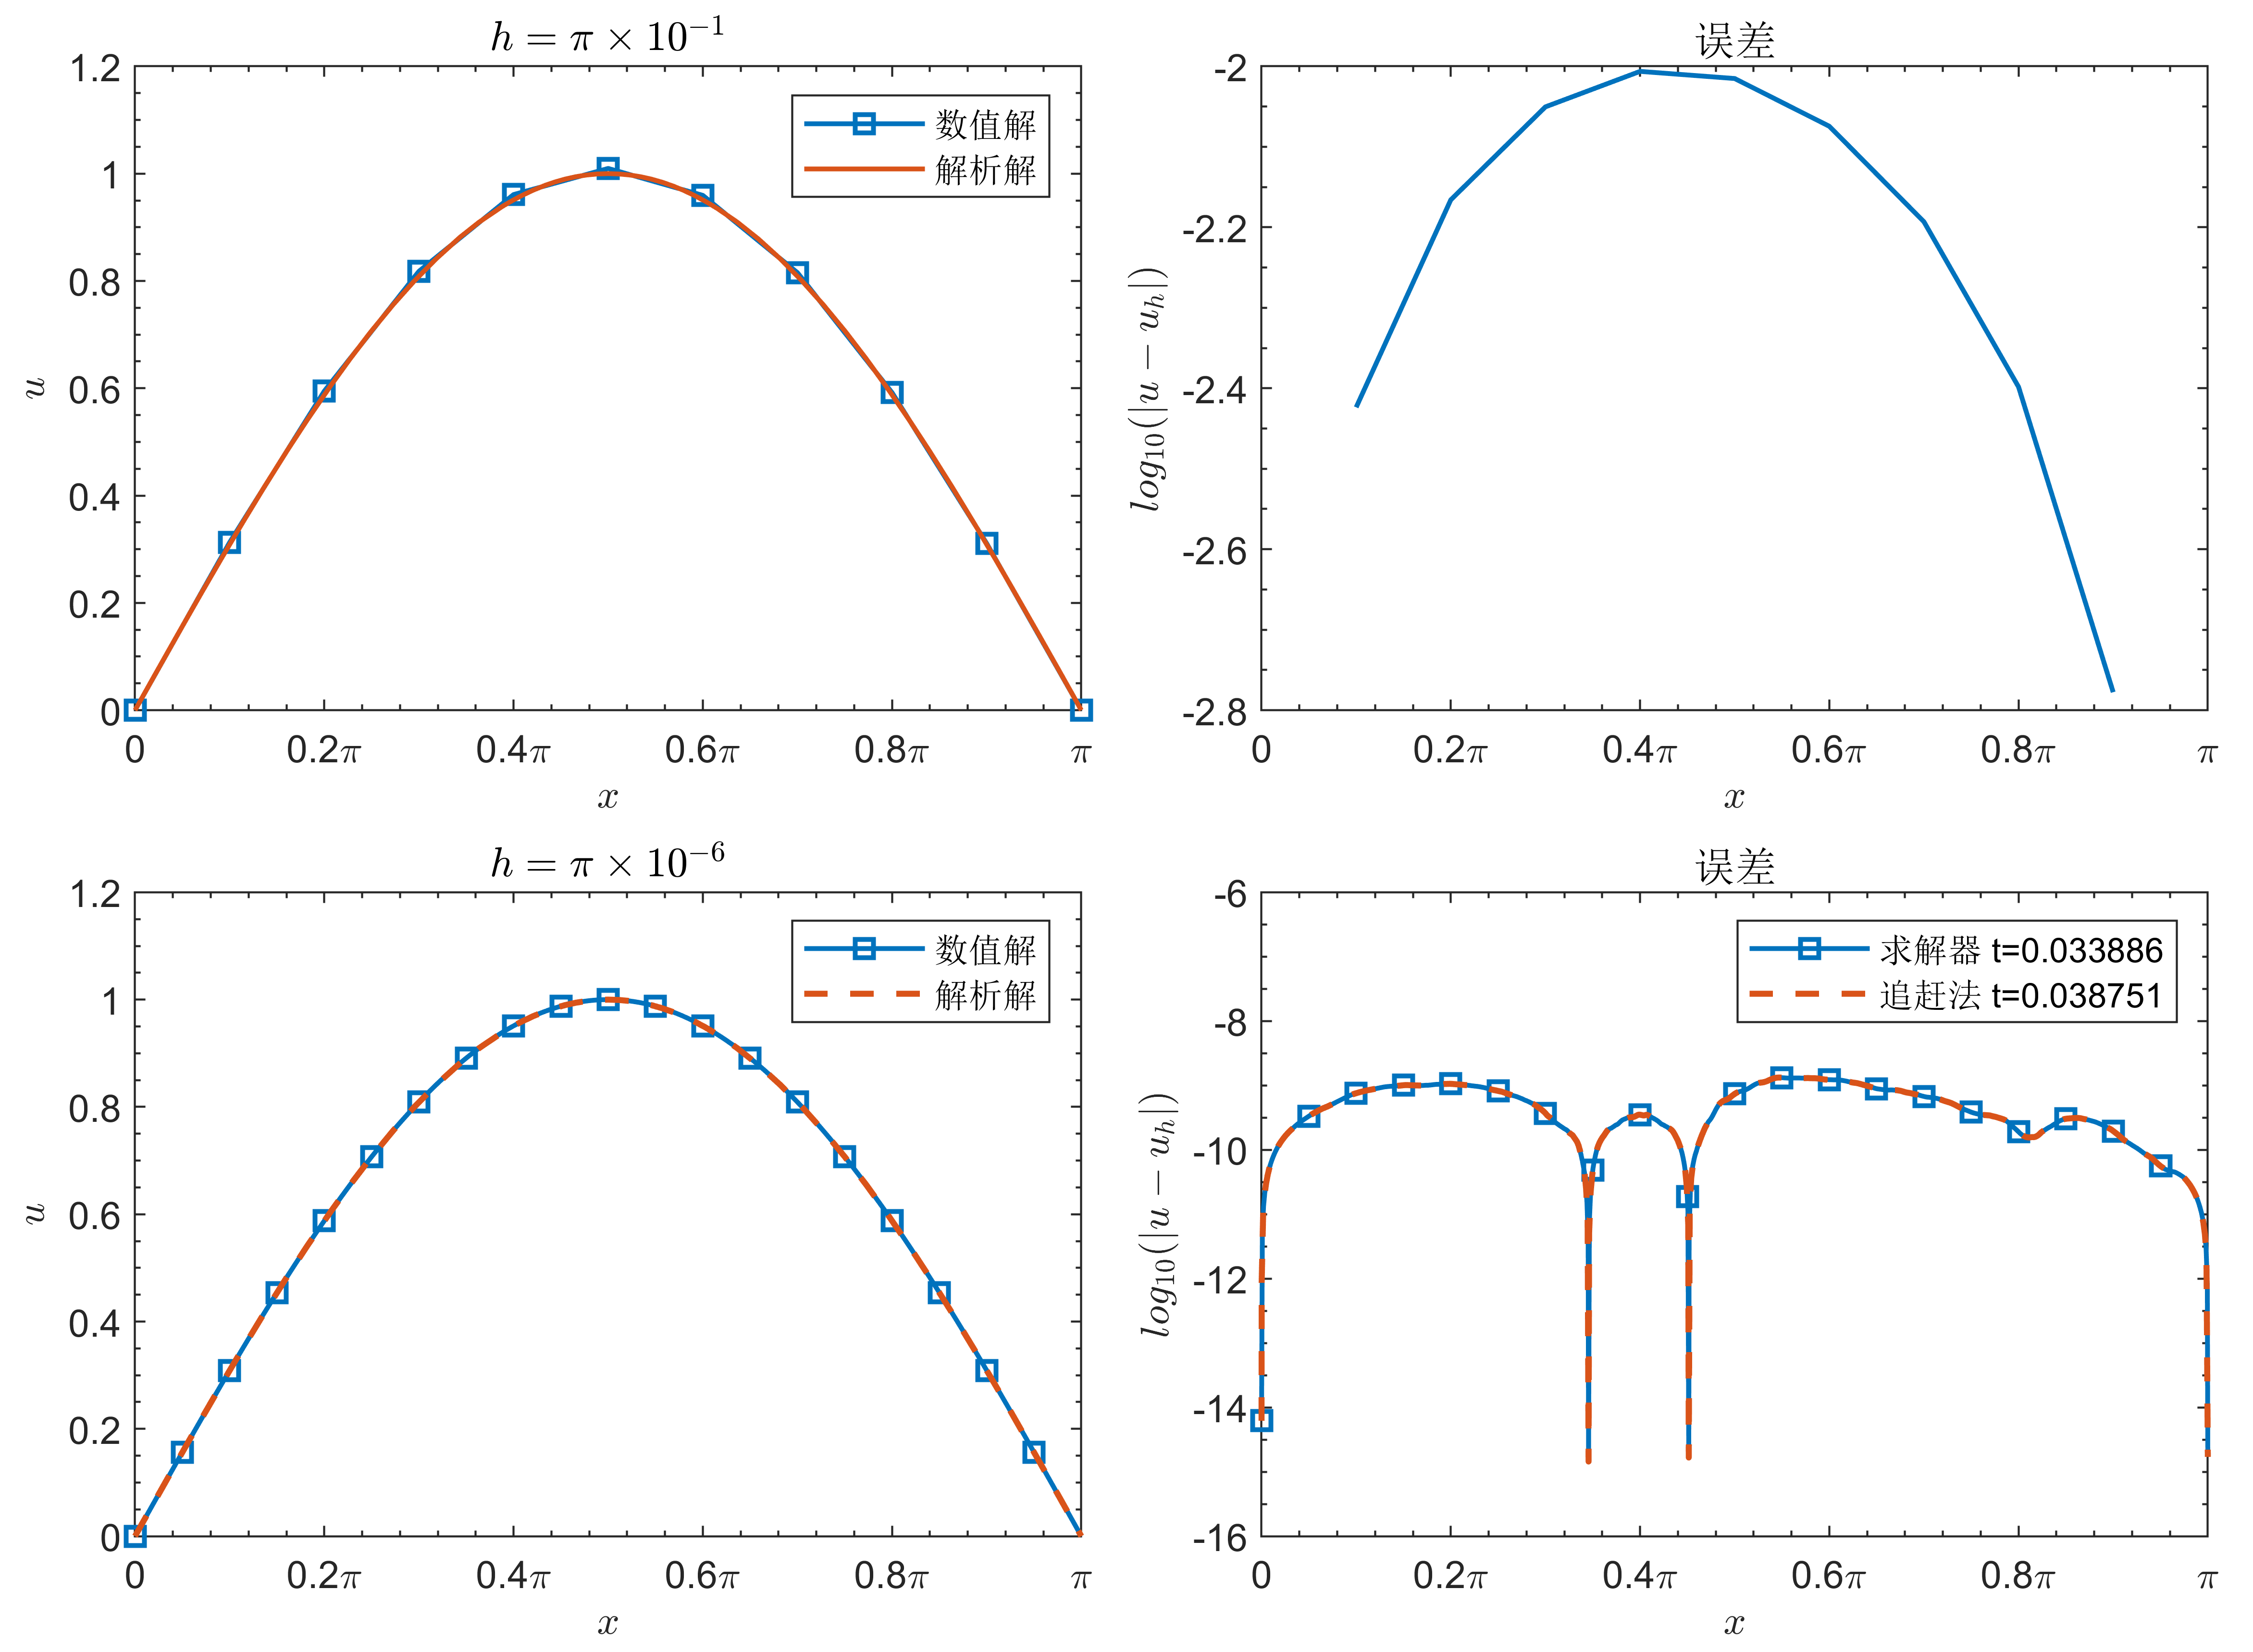 h = π × 10⁻¹
1.2
1
0.8
0.6
0.4
0.2
0
u
数值解
解析解
0 0.2π 0.4π 0.6π 0.8π π
x
误差
-2
-2.2
-2.4
-2.6
-2.8
log₁₀(|u − uₕ|)
0 0.2π 0.4π 0.6π 0.8π π
x
h = π × 10⁻⁶
1.2
1
0.8
0.6
0.4
0.2
0
u
数值解
解析解
0 0.2π 0.4π 0.6π 0.8π π
x
误差
-6
-8
-10
-12
-14
-16
log₁₀(|u − uₕ|)
求解器 t=0.033886
追赶法 t=0.038751
0 0.2π 0.4π 0.6π 0.8π π
x